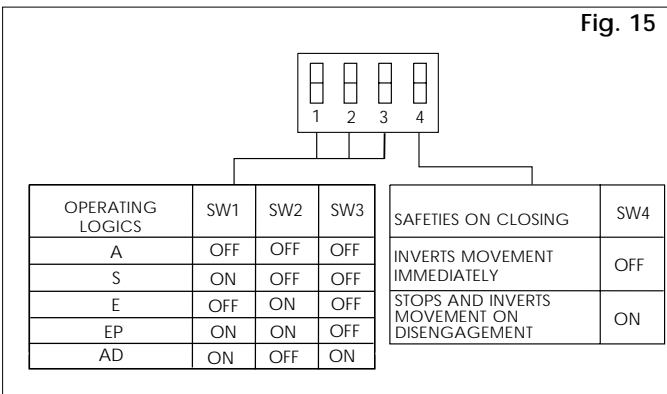 Fig. 15
1 2 3 4
OPERATING
LOGICS SW1 SW2 SW3
A OFF OFF OFF
S ON OFF OFF
E OFF ON OFF
EP ON ON OFF
AD ON OFF ON
SAFETIES ON CLOSING SW4
INVERTS MOVEMENT
IMMEDIATELY OFF
STOPS AND INVERTS
MOVEMENT ON
DISENGAGEMENT ON